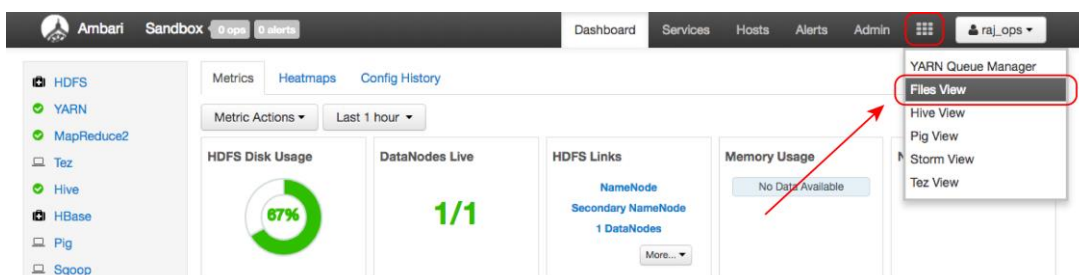 Ambari Sandbox 0 ops 0 alerts Dashboard Services Hosts Alerts Admin raj_ops
HDFS
YARN
MapReduce2
Tez
Hive
HBase
Pig
Sqoop
Metrics Heatmaps Config History
Metric Actions Last 1 hour
HDFS Disk Usage
67%
DataNodes Live
1/1
HDFS Links
NameNode
Secondary NameNode
1 DataNodes
More...
Memory Usage
No Data Available
N
YARN Queue Manager
Files View
Hive View
Pig View
Storm View
Tez View